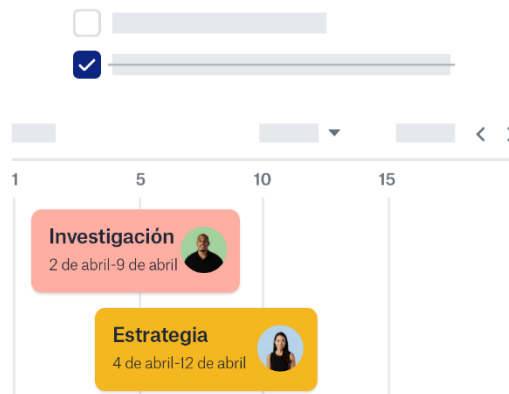 1 5 10 15
Investigación
2 de abril-9 de abril
Estrategia
4 de abril-12 de abril